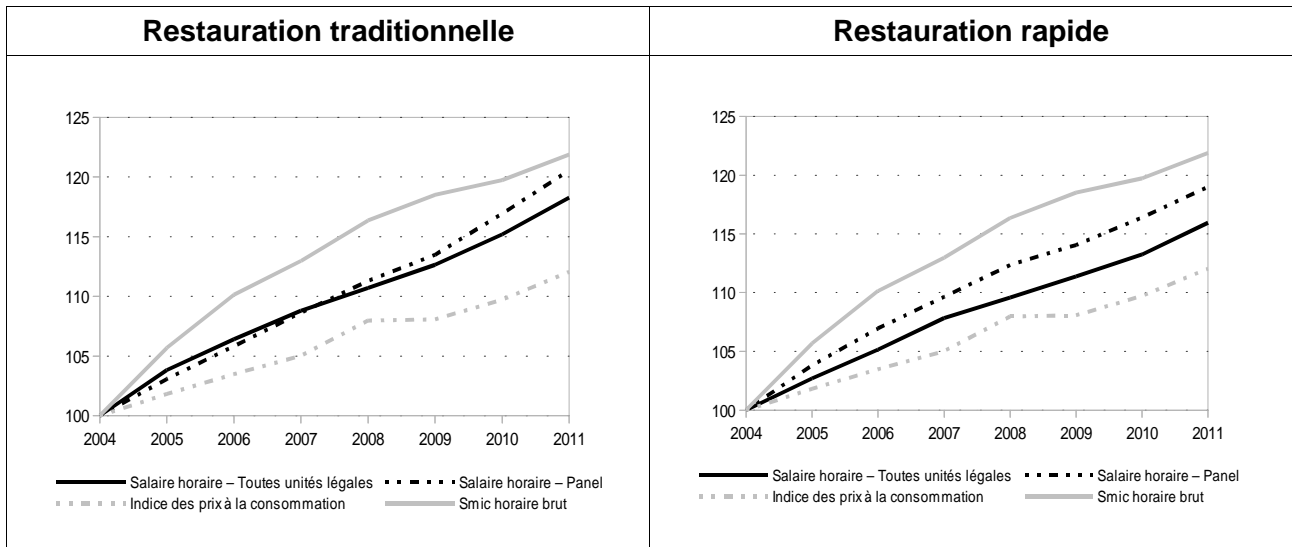 Restauration traditionnelle
Restauration rapide
125
120
115
110
105
100
2004 2005 2006 2007 2008 2009 2010 2011
Salaire horaire – Toutes unités légales
Salaire horaire – Panel
Indice des prix à la consommation
Smic horaire brut
125
120
115
110
105
100
2004 2005 2006 2007 2008 2009 2010 2011
Salaire horaire – Toutes unités légales
Salaire horaire – Panel
Indice des prix à la consommation
Smic horaire brut